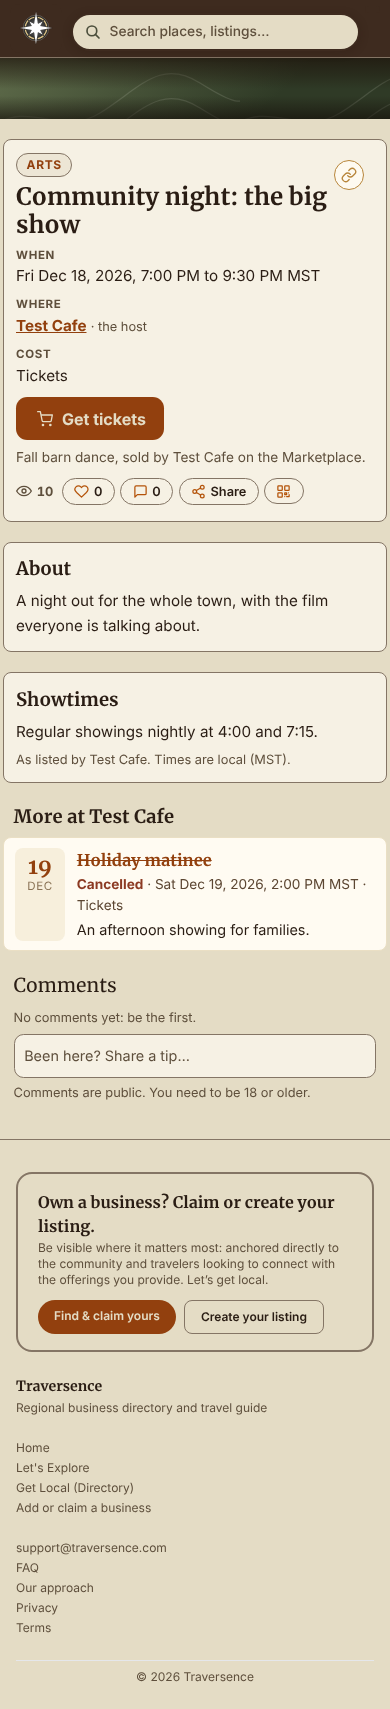 Search places, listings...
ARTS
Community night: the big
show
WHEN
Fri Dec 18, 2026, 7:00 PM to 9:30 PM MST
WHERE
Test Cafe · the host
COST
Tickets
Get tickets
Fall barn dance, sold by Test Cafe on the Marketplace.
10 0 0 Share
About
A night out for the whole town, with the film
everyone is talking about.
Showtimes
Regular showings nightly at 4:00 and 7:15.
As listed by Test Cafe. Times are local (MST).
More at Test Cafe
19
DEC
Holiday matinee
Cancelled · Sat Dec 19, 2026, 2:00 PM MST ·
Tickets
An afternoon showing for families.
Comments
No comments yet: be the first.
Been here? Share a tip...
Comments are public. You need to be 18 or older.
Own a business? Claim or create your
listing.
Be visible where it matters most: anchored directly to
the community and travelers looking to connect with
the offerings you provide. Let's get local.
Find & claim yours
Create your listing
Traversence
Regional business directory and travel guide
Home
Let's Explore
Get Local (Directory)
Add or claim a business
support@traversence.com
FAQ
Our approach
Privacy
Terms
© 2026 Traversence